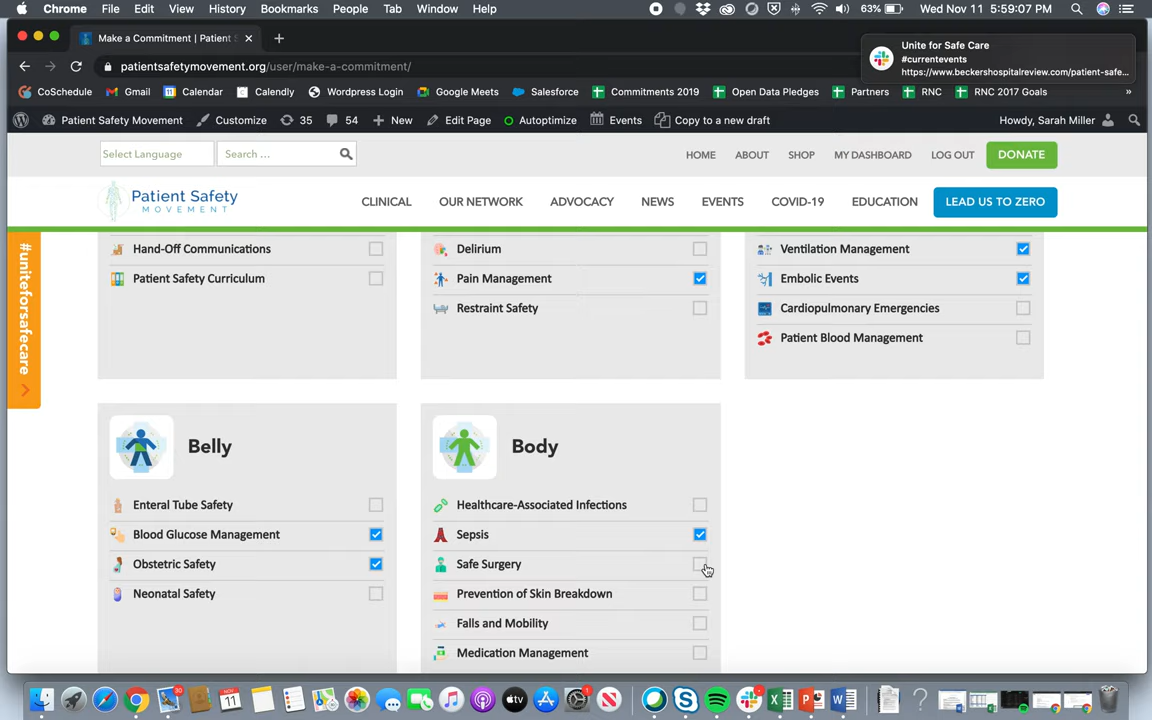 Chrome File Edit View History Bookmarks People Tab Window Help 63% Wed Nov 11 5:59:07 PM
Make a Commitment | Patient S
Unite for Safe Care
#currentevents
https://www.beckershospitalreview.com/patient-safe...
patientsafetymovement.org/user/make-a-commitment/
CoSchedule Gmail Calendar Calendly Wordpress Login Google Meets Salesforce Commitments 2019 Open Data Pledges Partners RNC RNC 2017 Goals »
Patient Safety Movement Customize 35 54 New Edit Page Autoptimize Events Copy to a new draft Howdy, Sarah Miller
Select Language Search ... HOME ABOUT SHOP MY DASHBOARD LOG OUT DONATE
Patient Safety
MOVEMENT
CLINICAL OUR NETWORK ADVOCACY NEWS EVENTS COVID-19 EDUCATION LEAD US TO ZERO
#uniteforsafecare
Hand-Off Communications Delirium Ventilation Management
Patient Safety Curriculum Pain Management Embolic Events
Restraint Safety Cardiopulmonary Emergencies
Patient Blood Management
Belly Body
Enteral Tube Safety Healthcare-Associated Infections
Blood Glucose Management Sepsis
Obstetric Safety Safe Surgery
Neonatal Safety Prevention of Skin Breakdown
Falls and Mobility
Medication Management